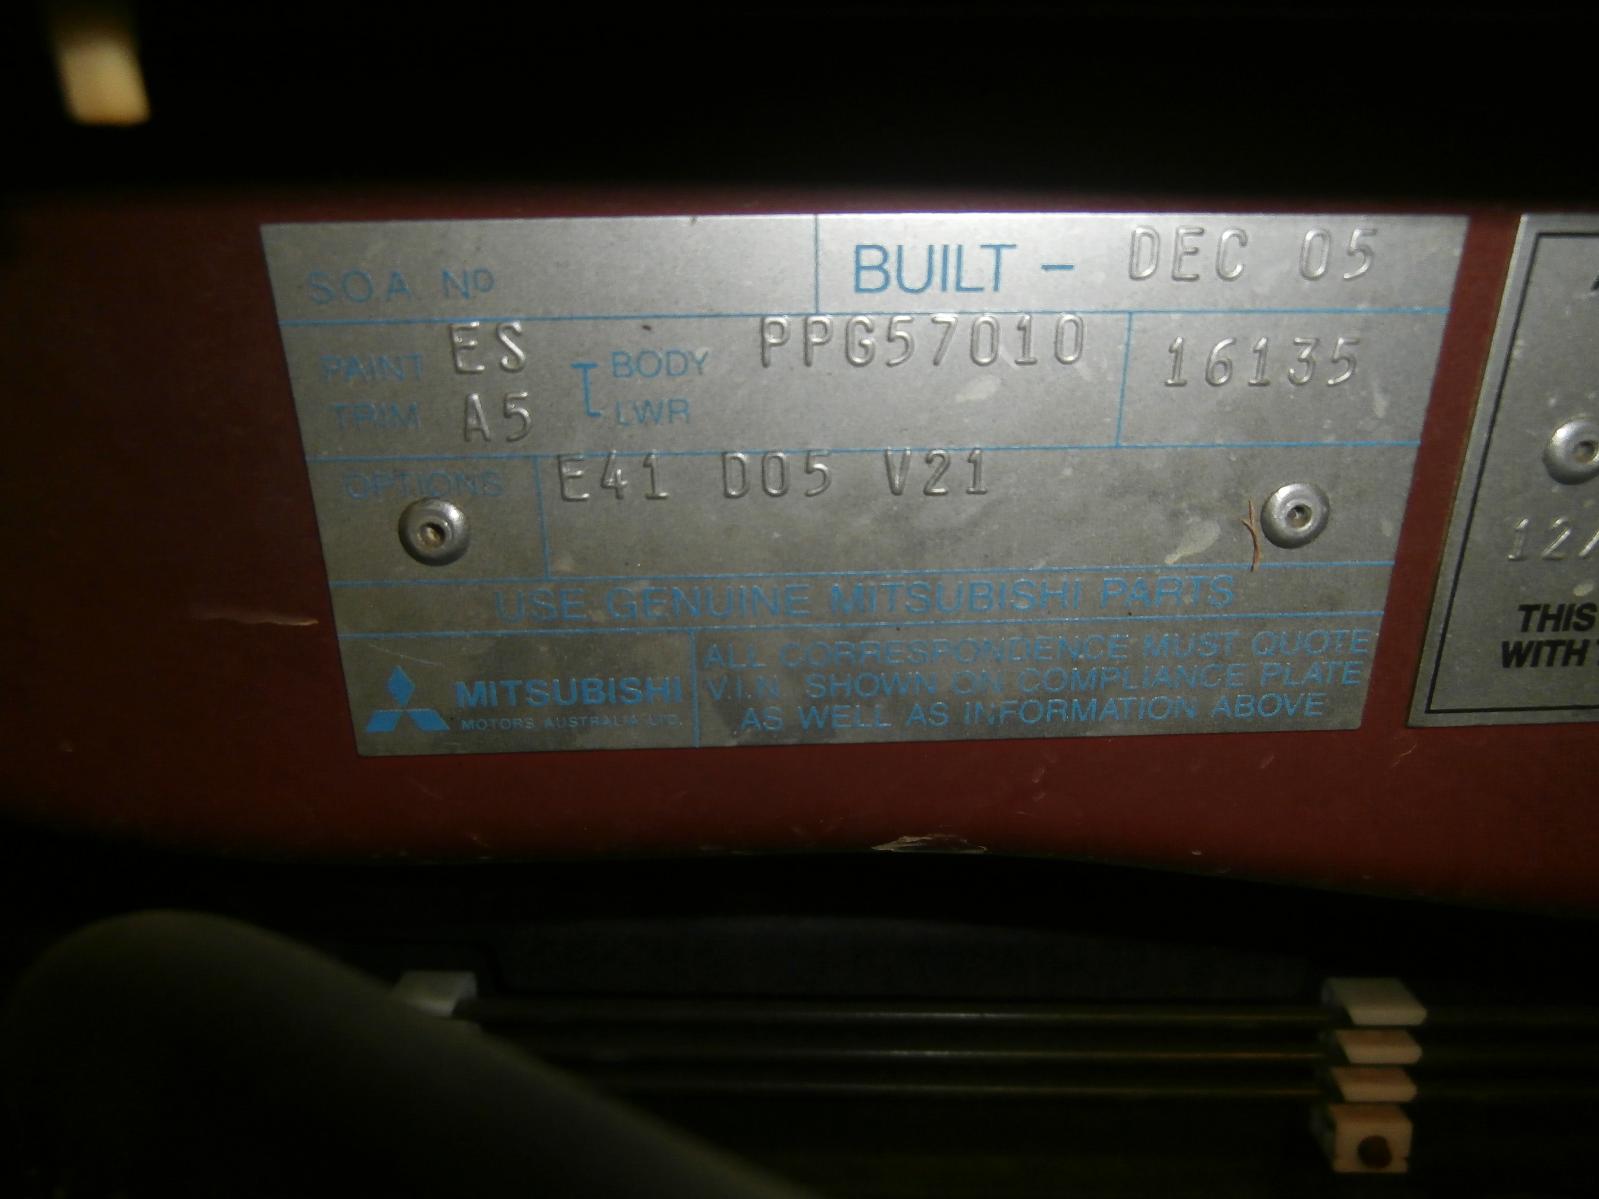 S.O.A. Nº
BUILT - DEC 05
PAINT ES BODY PPG57010 16135
TRIM A5 LWR
OPTIONS E41 D05 V21
USE GENUINE MITSUBISHI PARTS
MITSUBISHI
MOTORS AUSTRALIA LTD.
ALL CORRESPONDENCE MUST QUOTE
V.I.N. SHOWN ON COMPLIANCE PLATE
AS WELL AS INFORMATION ABOVE
12/
THIS
WITH